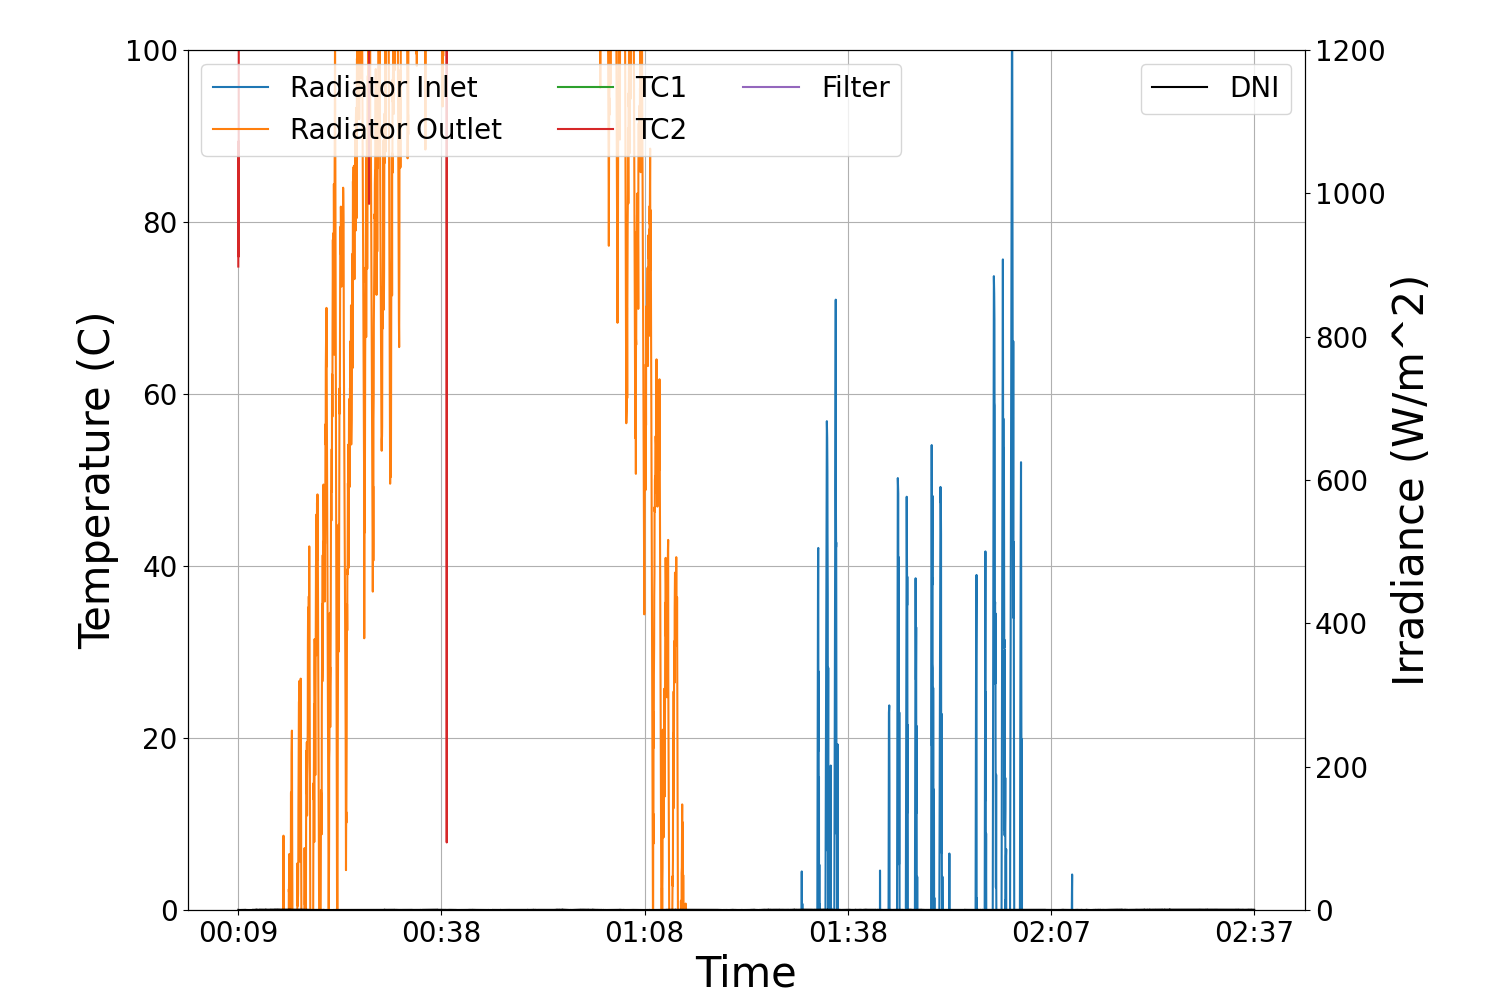 Radiator Inlet
Radiator Outlet
TC1
TC2
Filter
DNI
Temperature (C)
100
80
60
40
20
0
1200
1000
800
600
400
200
0
Irradiance (W/m^2)
00:09 00:38 01:08 01:38 02:07 02:37
Time